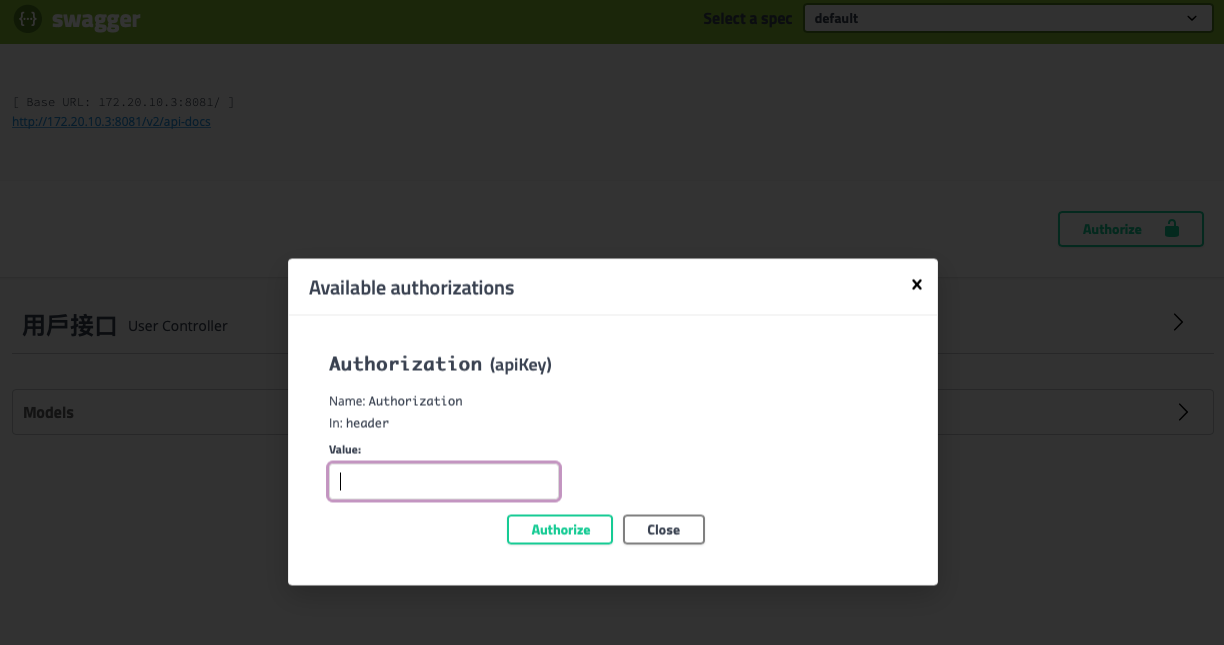 {··} swagger
Select a spec
default
[ Base URL: 172.20.10.3:8081/ ]
http://172.20.10.3:8081/v2/api-docs
Authorize
Available authorizations
×
用戶接口 User Controller
Authorization (apiKey)
Name: Authorization
In: header
Models
Value:
Authorize
Close